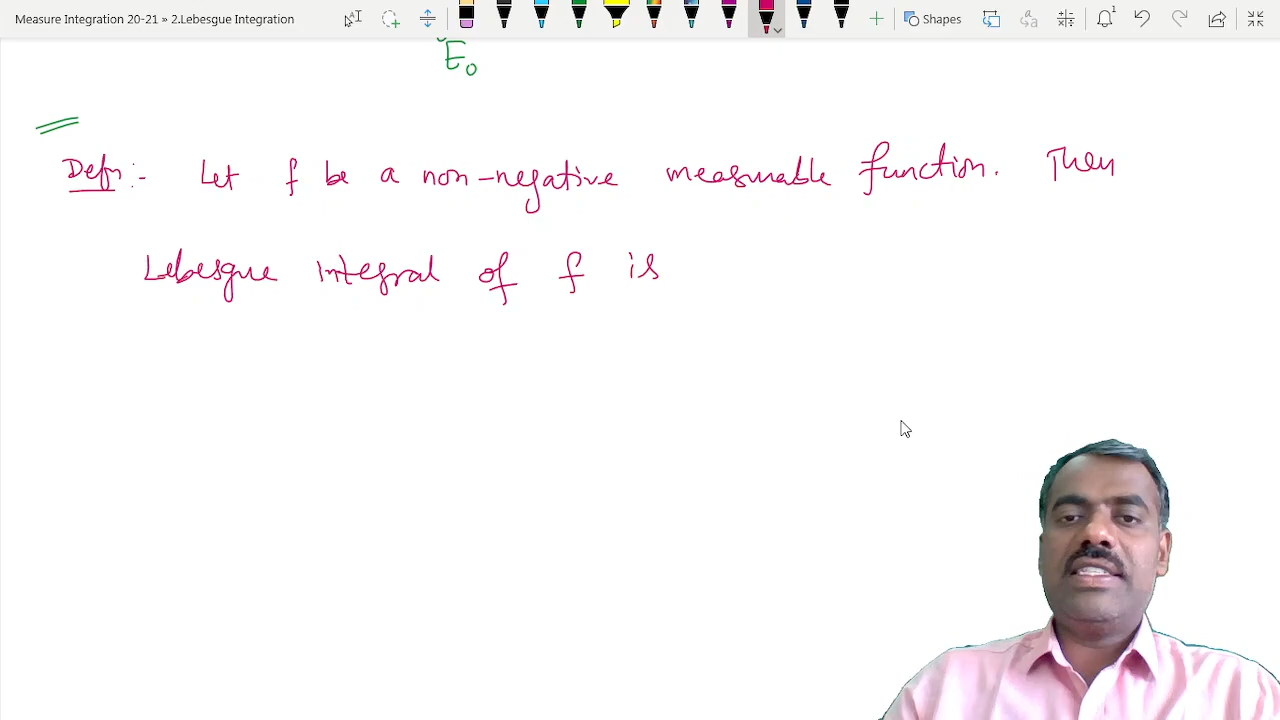 Measure Integration 20-21 » 2.Lebesgue Integration
Shapes
E₀
Defn:- Let f be a non-negative measurable function. Then
Lebesgue integral of f is